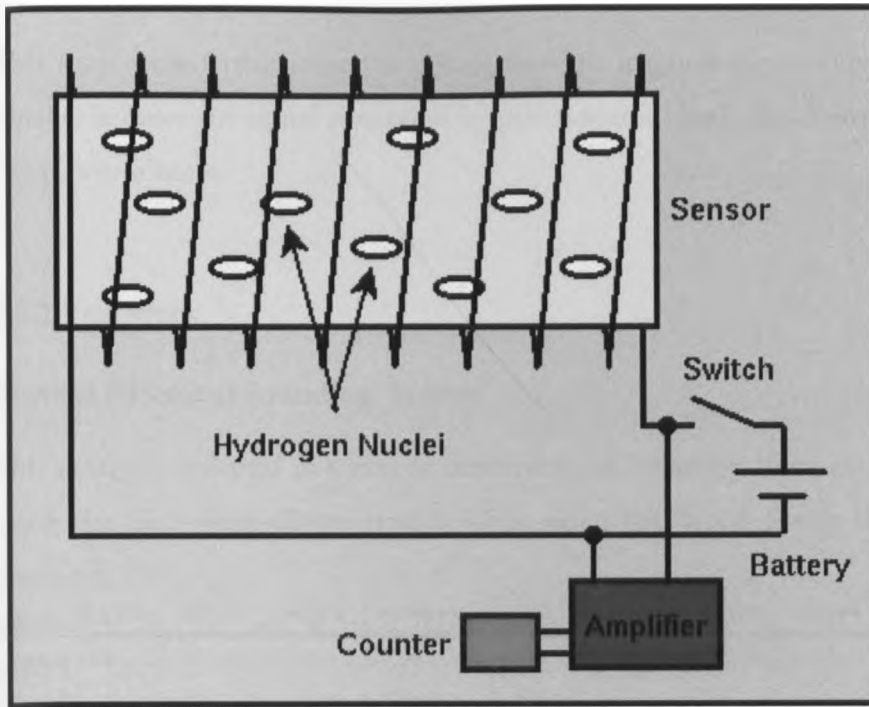 Sensor
Switch
Hydrogen Nuclei
Battery
Amplifier
Counter